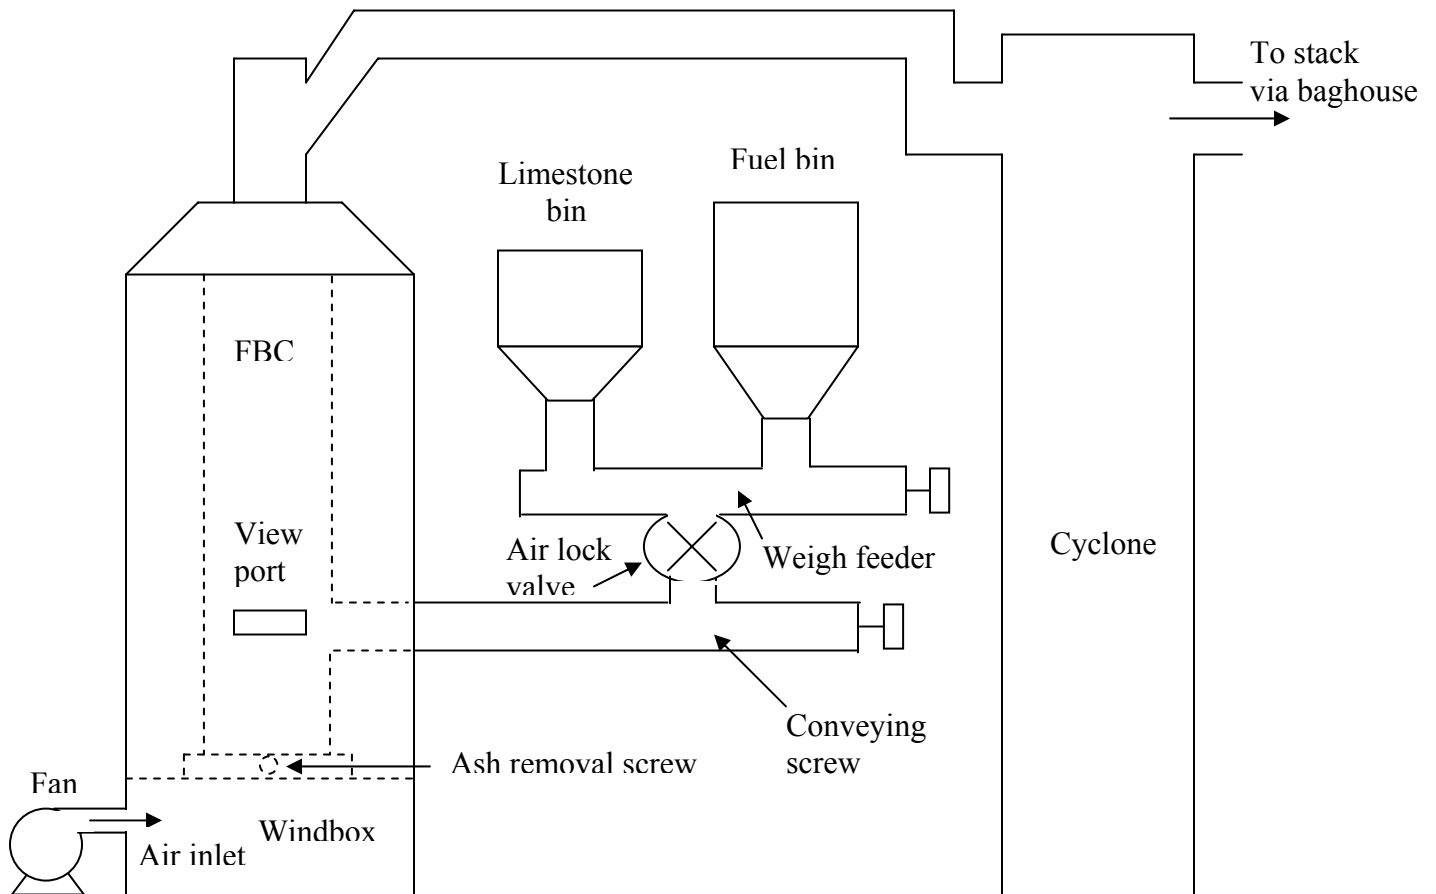 To stack
via baghouse
Fuel bin
Limestone
bin
FBC
View
port
Air lock
valve
Weigh feeder
Cyclone
Conveying
screw
Ash removal screw
Fan
Windbox
Air inlet